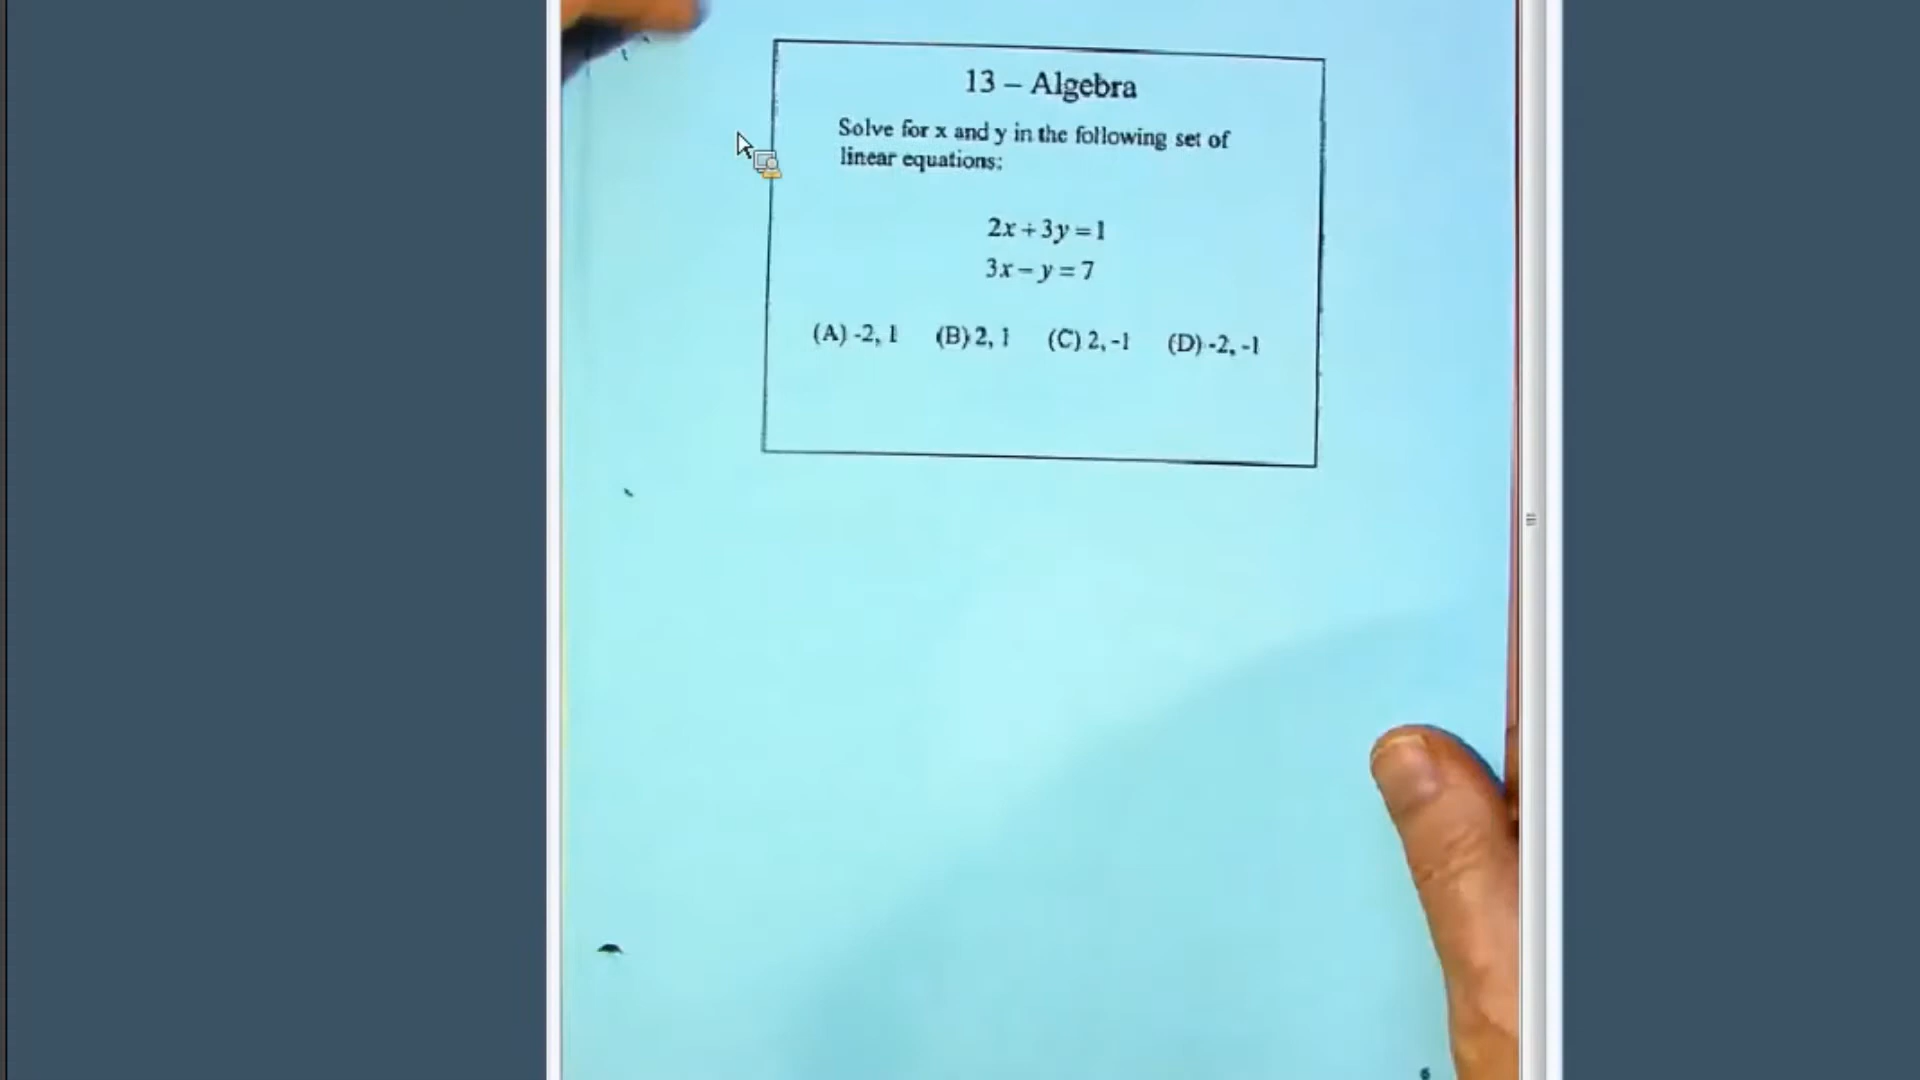 13 – Algebra
Solve for x and y in the following set of
linear equations:
2x + 3y = 1
3x – y = 7
(A) -2, 1 (B) 2, 1 (C) 2, -1 (D) -2, -1